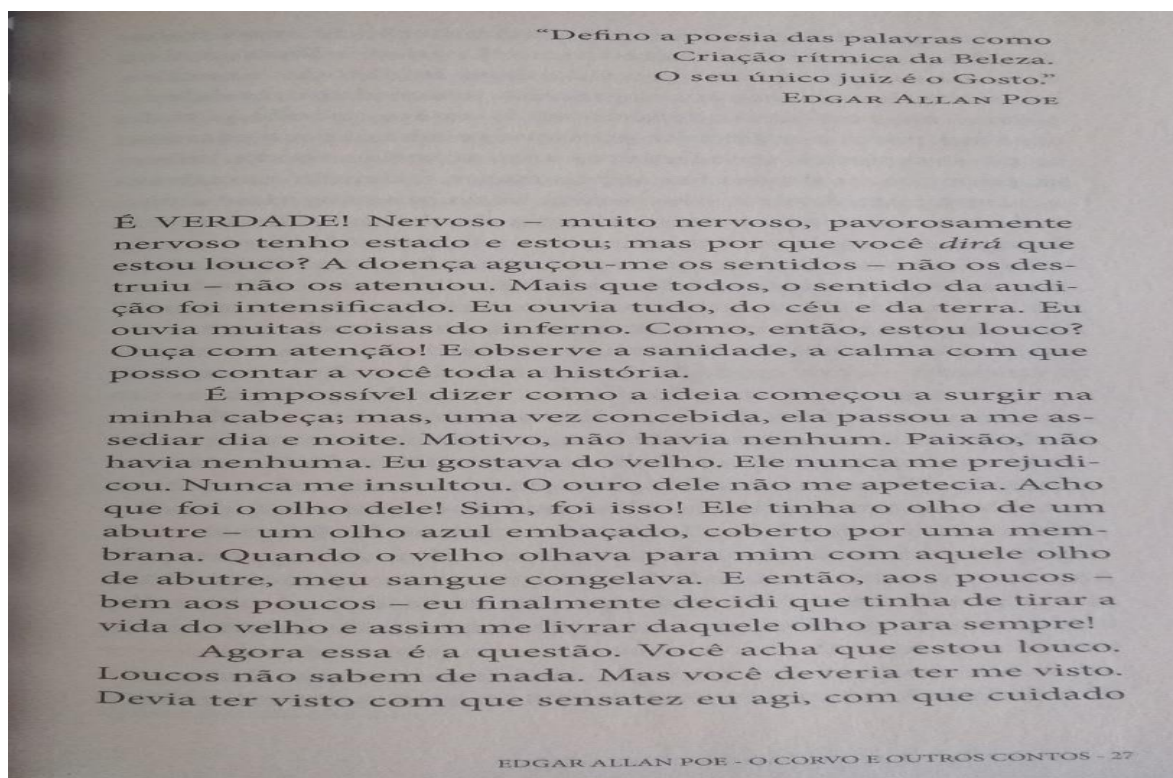 “Defino a poesia das palavras como
Criação rítmica da Beleza.
O seu único juiz é o Gosto.”
EDGAR ALLAN POE
É VERDADE! Nervoso – muito nervoso, pavorosamente
nervoso tenho estado e estou; mas por que você dirá que
estou louco? A doença aguçou-me os sentidos – não os des-
truiu – não os atenuou. Mais que todos, o sentido da audi-
ção foi intensificado. Eu ouvia tudo, do céu e da terra. Eu
ouvia muitas coisas do inferno. Como, então, estou louco?
Ouça com atenção! E observe a sanidade, a calma com que
posso contar a você toda a história.
É impossível dizer como a ideia começou a surgir na
minha cabeça; mas, uma vez concebida, ela passou a me as-
sediar dia e noite. Motivo, não havia nenhum. Paixão, não
havia nenhuma. Eu gostava do velho. Ele nunca me prejudi-
cou. Nunca me insultou. O ouro dele não me apetecia. Acho
que foi o olho dele! Sim, foi isso! Ele tinha o olho de um
abutre – um olho azul embaçado, coberto por uma mem-
brana. Quando o velho olhava para mim com aquele olho
de abutre, meu sangue congelava. E então, aos poucos –
bem aos poucos – eu finalmente decidi que tinha de tirar a
vida do velho e assim me livrar daquele olho para sempre!
Agora essa é a questão. Você acha que estou louco.
Loucos não sabem de nada. Mas você deveria ter me visto.
Devia ter visto com que sensatez eu agi, com que cuidado
EDGAR ALLAN POE - O CORVO E OUTROS CONTOS - 27